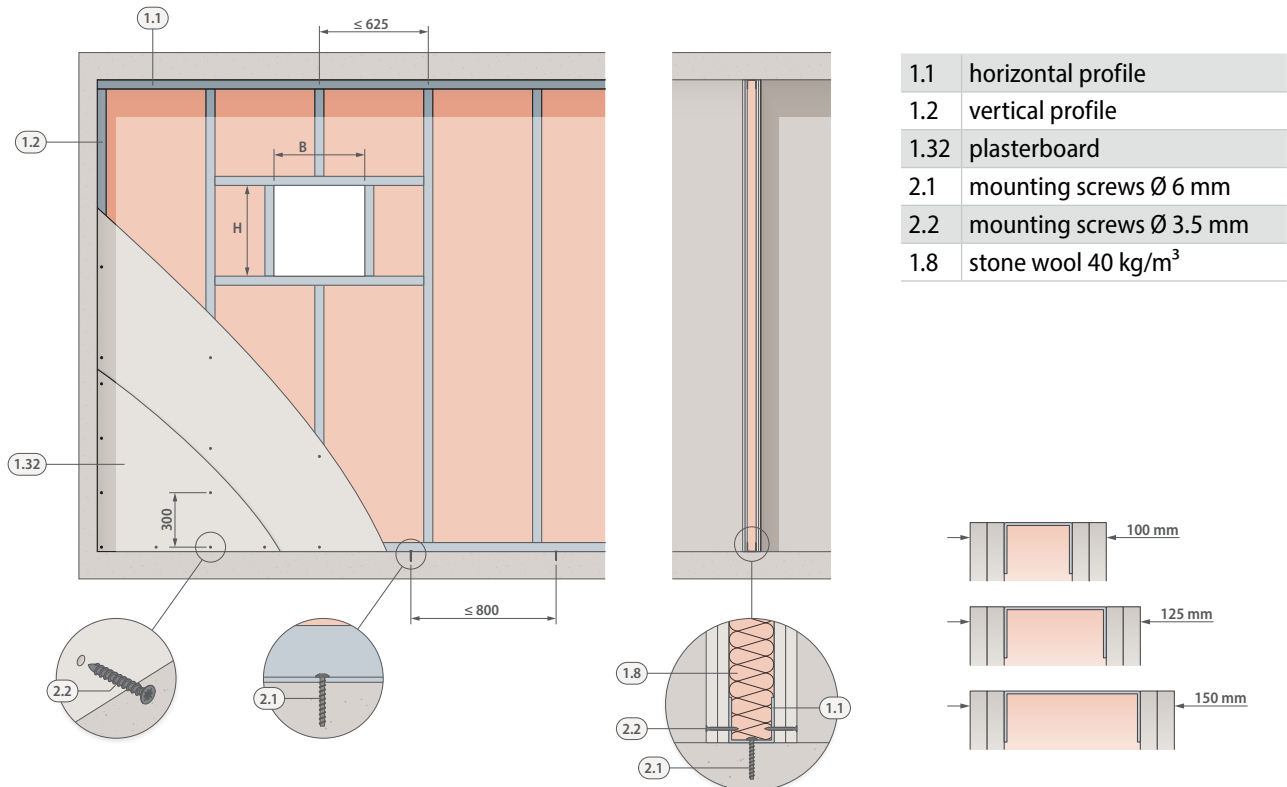 1.1
≤ 625
1.2
B
H
1.32
300
≤ 800
2.2
2.1
1.8
1.1
2.2
2.1
1.1 horizontal profile
1.2 vertical profile
1.32 plasterboard
2.1 mounting screws Ø 6 mm
2.2 mounting screws Ø 3.5 mm
1.8 stone wool 40 kg/m³
100 mm
125 mm
150 mm